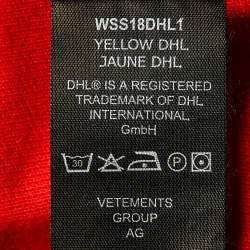 WSS18DHL1
YELLOW DHL
JAUNE DHL
DHL® IS A REGISTERED
TRADEMARK OF DHL
INTERNATIONAL
GmbH
30 P
VETEMENTS
GROUP
AG